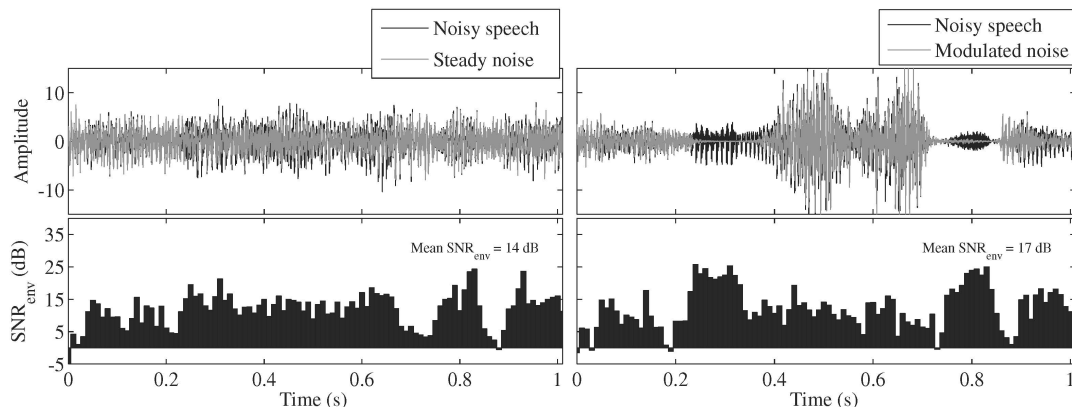 Noisy speech
Steady noise
Noisy speech
Modulated noise
Amplitude
10
0
-10
SNRenv (dB)
35
25
15
5
-5
Mean SNRenv = 14 dB
Mean SNRenv = 17 dB
0 0.2 0.4 0.6 0.8 1
Time (s)
0 0.2 0.4 0.6 0.8 1
Time (s)